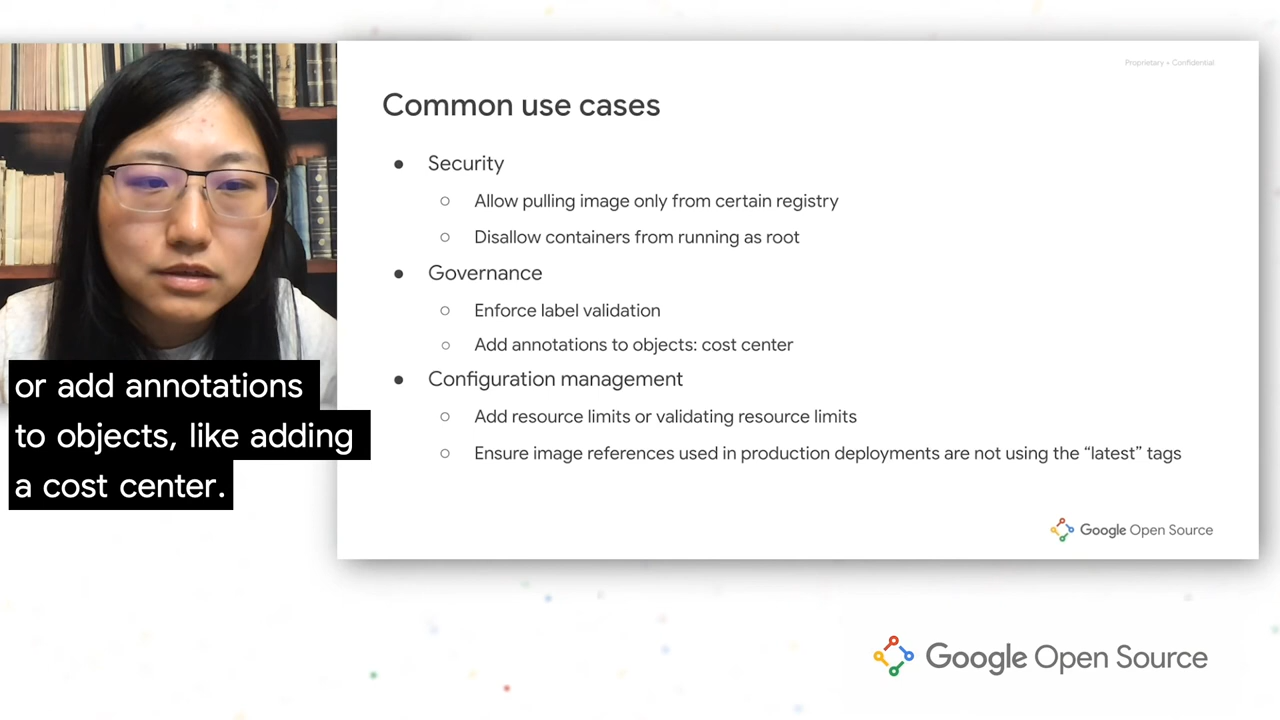 Proprietary + Confidential
Common use cases
● Security
○ Allow pulling image only from certain registry
○ Disallow containers from running as root
● Governance
○ Enforce label validation
○ Add annotations to objects: cost center
● Configuration management
○ Add resource limits or validating resource limits
○ Ensure image references used in production deployments are not using the “latest” tags
Google Open Source
or add annotations
to objects, like adding
a cost center.
Google Open Source